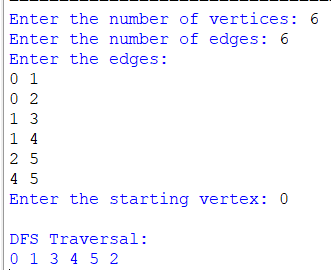 Enter the number of vertices: 6
Enter the number of edges: 6
Enter the edges:
0 1
0 2
1 3
1 4
2 5
4 5
Enter the starting vertex: 0
DFS Traversal:
0 1 3 4 5 2